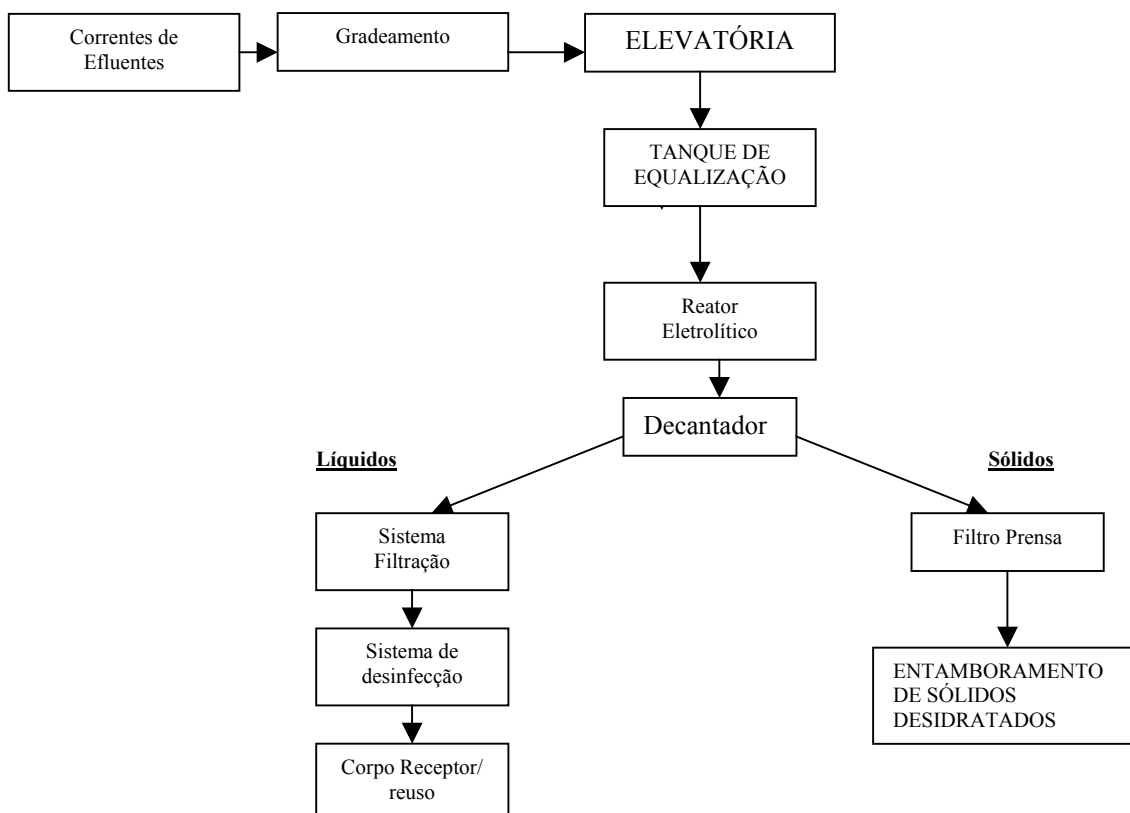 Correntes de
Efluentes
Gradeamento
ELEVATÓRIA
TANQUE DE
EQUALIZAÇÃO
Reator
Eletrolítico
Decantador
Líquidos
Sólidos
Sistema
Filtração
Filtro Prensa
Sistema de
desinfecção
ENTAMBORAMENTO
DE SÓLIDOS
DESIDRATADOS
Corpo Receptor/
reuso